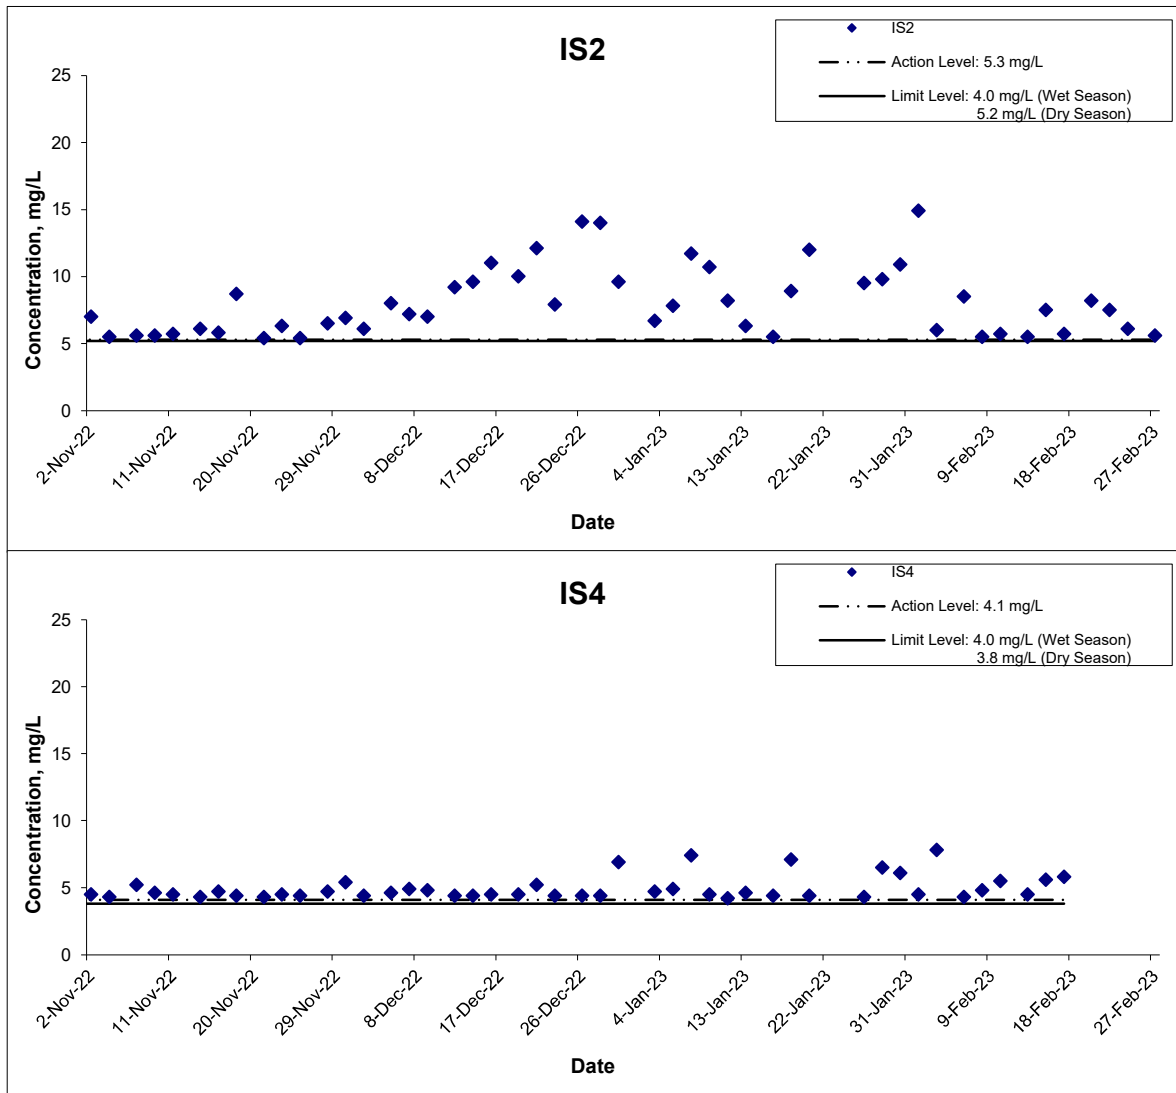 IS2
IS2
Action Level: 5.3 mg/L
Limit Level: 4.0 mg/L (Wet Season)
5.2 mg/L (Dry Season)
Concentration, mg/L
25
20
15
10
5
0
2-Nov-22
11-Nov-22
20-Nov-22
29-Nov-22
8-Dec-22
17-Dec-22
26-Dec-22
4-Jan-23
13-Jan-23
22-Jan-23
31-Jan-23
9-Feb-23
18-Feb-23
27-Feb-23
Date
IS4
IS4
Action Level: 4.1 mg/L
Limit Level: 4.0 mg/L (Wet Season)
3.8 mg/L (Dry Season)
Concentration, mg/L
25
20
15
10
5
0
2-Nov-22
11-Nov-22
20-Nov-22
29-Nov-22
8-Dec-22
17-Dec-22
26-Dec-22
4-Jan-23
13-Jan-23
22-Jan-23
31-Jan-23
9-Feb-23
18-Feb-23
27-Feb-23
Date